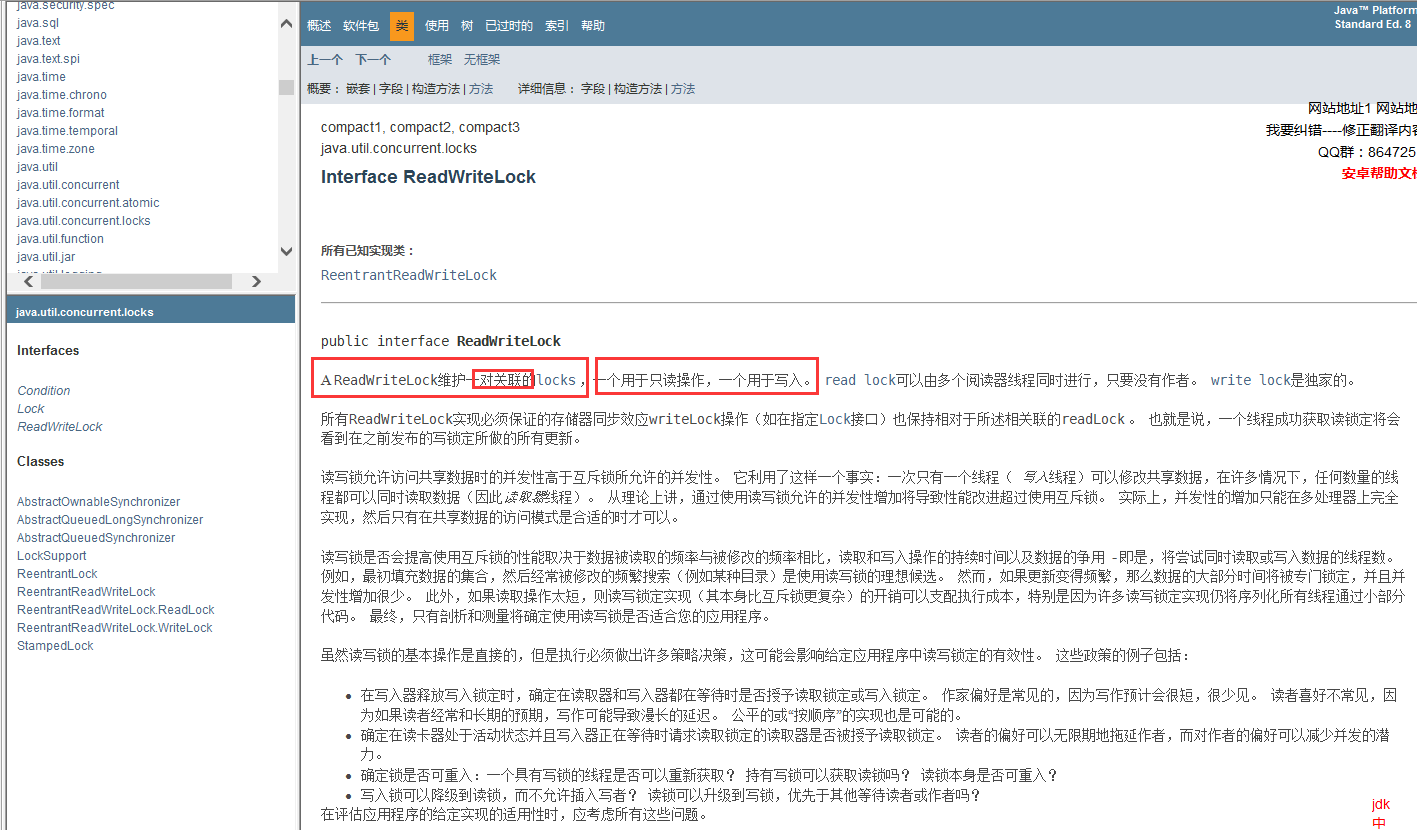 java.security.spec
java.sql
java.text
java.text.spi
java.time
java.time.chrono
java.time.format
java.time.temporal
java.time.zone
java.util
java.util.concurrent
java.util.concurrent.atomic
java.util.concurrent.locks
java.util.function
java.util.jar
java.util.concurrent.locks
Interfaces
Condition
Lock
ReadWriteLock
Classes
AbstractOwnableSynchronizer
AbstractQueuedLongSynchronizer
AbstractQueuedSynchronizer
LockSupport
ReentrantLock
ReentrantReadWriteLock
ReentrantReadWriteLock.ReadLock
ReentrantReadWriteLock.WriteLock
StampedLock
概述 软件包 类 使用 树 已过时的 索引 帮助
Java™ Platform
Standard Ed. 8
上一个 下一个 框架 无框架
概要： 嵌套 | 字段 | 构造方法 | 方法 详细信息： 字段 | 构造方法 | 方法
网站地址1 网站地
我要纠错----修正翻译内容
QQ群：864725
安卓帮助文档
compact1, compact2, compact3
java.util.concurrent.locks
Interface ReadWriteLock
所有已知实现类：
ReentrantReadWriteLock
public interface ReadWriteLock
A ReadWriteLock维护一对关联的locks ，一个用于只读操作，一个用于写入。 read lock可以由多个阅读器线程同时进行，只要没有作者。 write lock是独家的。
所有ReadWriteLock实现必须保证的存储器同步效应writeLock操作（如在指定Lock接口）也保持相对于所述相关联的readLock 。 也就是说，一个线程成功获取读锁定将会
看到在之前发布的写锁定所做的所有更新。
读写锁允许访问共享数据时的并发性高于互斥锁所允许的并发性。 它利用了这样一个事实：一次只有一个线程（ 写入线程）可以修改共享数据，在许多情况下，任何数量的线
程都可以同时读取数据（因此读取器线程）。 从理论上讲，通过使用读写锁允许的并发性增加将导致性能改进超过使用互斥锁。 实际上，并发性的增加只能在多处理器上完全
实现，然后只有在共享数据的访问模式是合适的时才可以。
读写锁是否会提高使用互斥锁的性能取决于数据被读取的频率与被修改的频率相比，读取和写入操作的持续时间以及数据的争用 - 即是，将尝试同时读取或写入数据的线程数。
例如，最初填充数据的集合，然后经常被修改的频繁搜索（例如某种目录）是使用读写锁的理想候选。 然而，如果更新变得频繁，那么数据的大部分时间将被专门锁定，并且并
发性增加很少。 此外，如果读取操作太短，则读写锁定实现（其本身比互斥锁更复杂）的开销可以支配执行成本，特别是因为许多读写锁定实现仍将序列化所有线程通过小部分
代码。 最终，只有剖析和测量将确定使用读写锁是否适合您的应用程序。
虽然读写锁的基本操作是直接的，但是执行必须做出许多策略决策，这可能会影响给定应用程序中读写锁定的有效性。 这些政策的例子包括：
• 在写入器释放写入锁定时，确定在读取器和写入器都在等待时是否授予读取锁定或写入锁定。 作家偏好是常见的，因为写作预计会很短，很少见。 读者喜好不常见，因
为如果读者经常和长期的预期，写作可能导致漫长的延迟。 公平的或“按顺序”的实现也是可能的。
• 确定在读卡器处于活动状态并且写入器正在等待时请求读取锁定的读取器是否被授予读取锁定。 读者的偏好可以无限期地拖延作者，而对作者的偏好可以减少并发的潜
力。
• 确定锁是否可重入：一个具有写锁的线程是否可以重新获取？ 持有写锁可以获取读锁吗？ 读锁本身是否可重入？
• 写入锁可以降级到读锁，而不允许插入写者？ 读锁可以升级到写锁，优先于其他等待读者或作者吗？
在评估应用程序的给定实现的适用性时，应考虑所有这些问题。
jdk
中